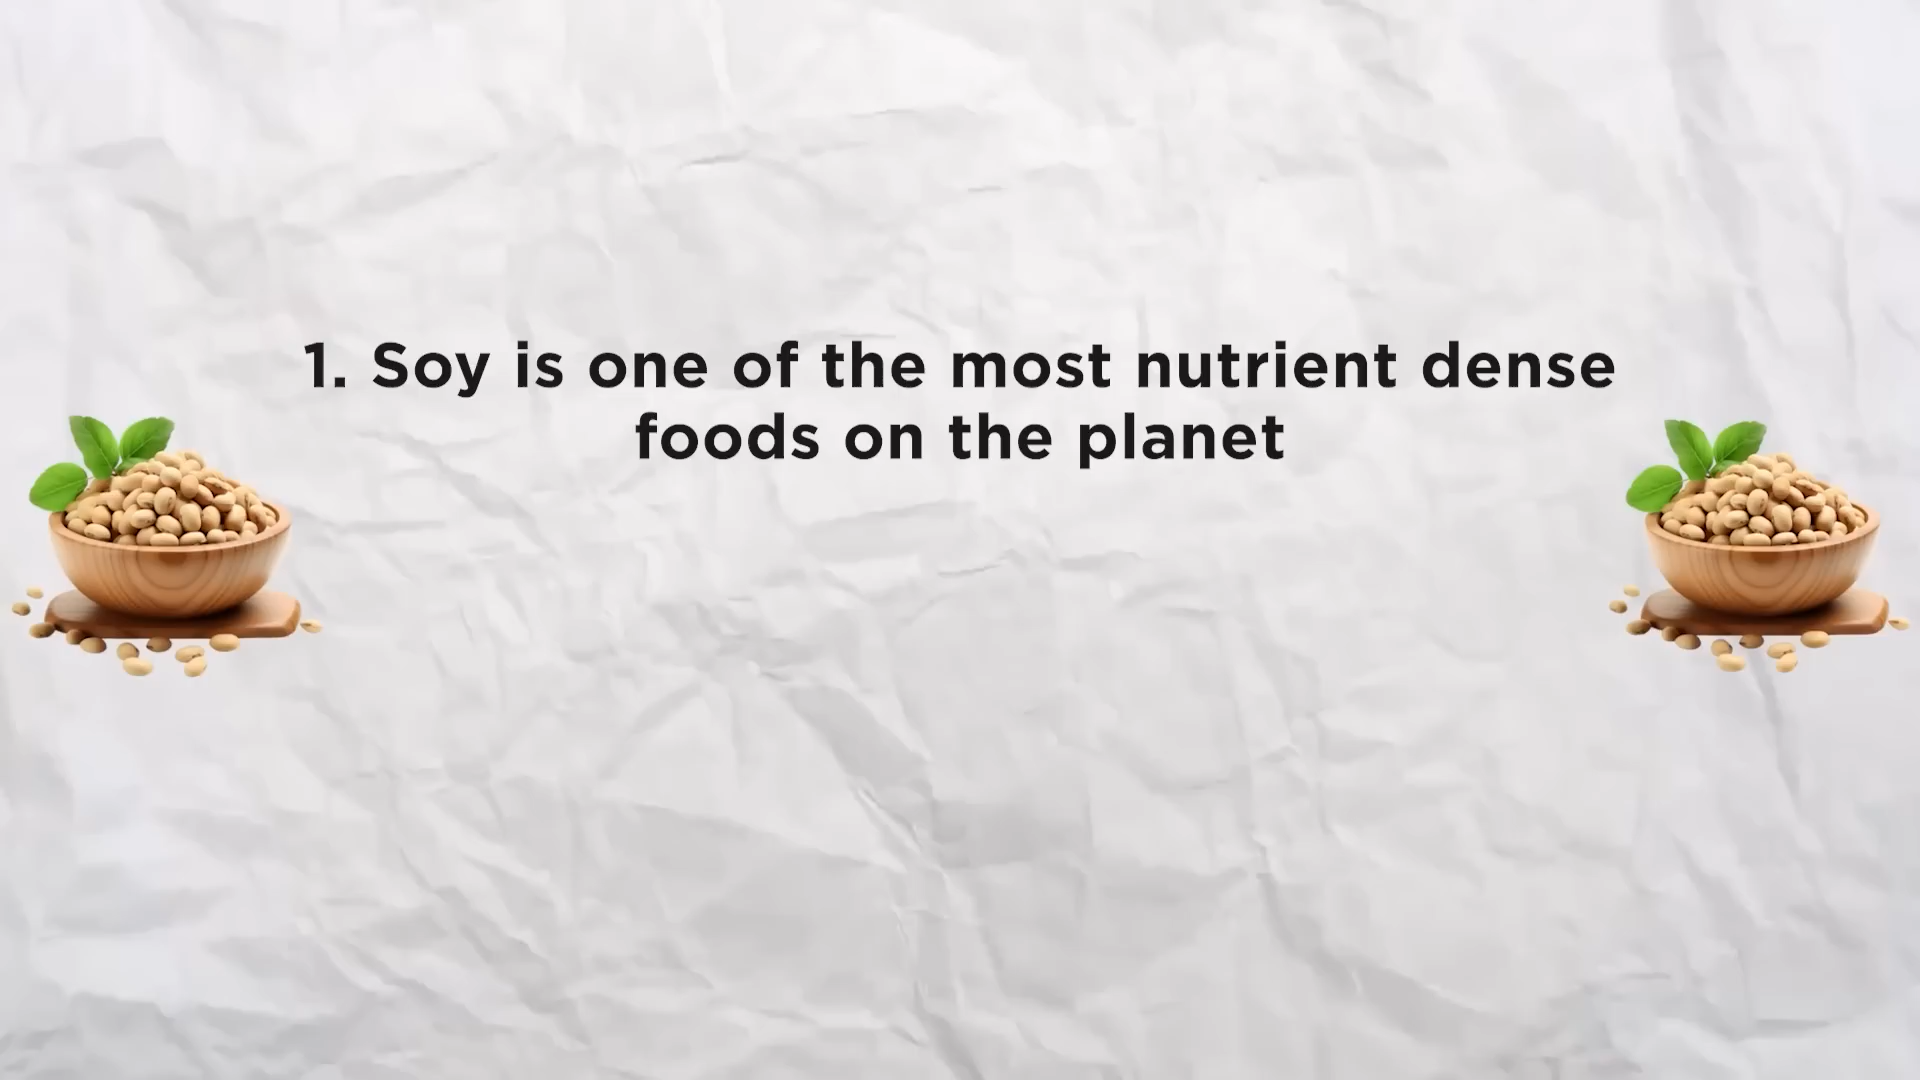 1. Soy is one of the most nutrient dense
foods on the planet